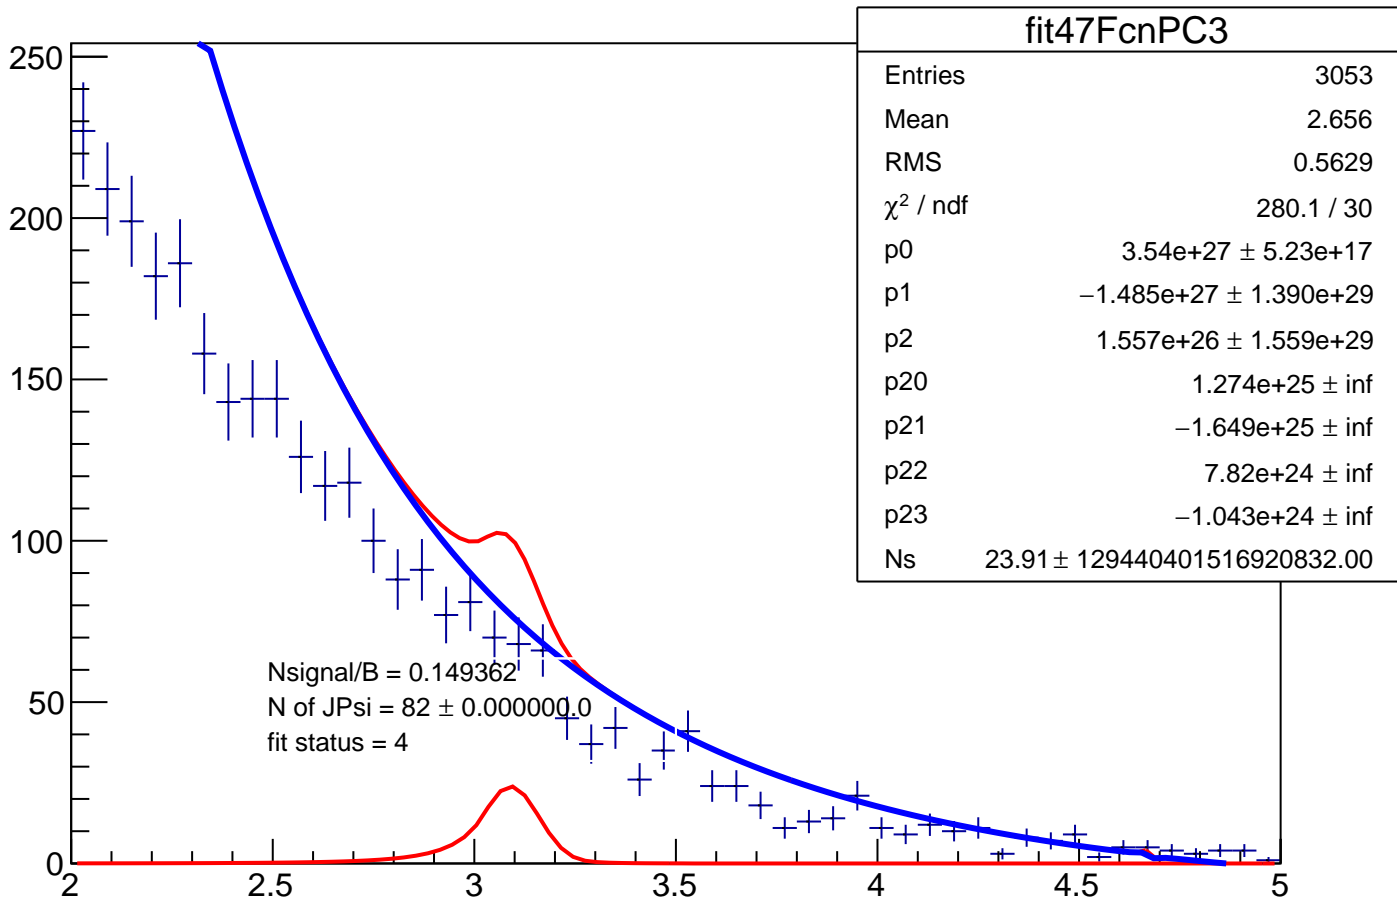 fit47FcnPC3
Entries 3053
Mean 2.656
RMS 0.5629
χ² / ndf 280.1 / 30
p0 3.54e+27 ± 5.23e+17
p1 −1.485e+27 ± 1.390e+29
p2 1.557e+26 ± 1.559e+29
p20 1.274e+25 ± inf
p21 −1.649e+25 ± inf
p22 7.82e+24 ± inf
p23 −1.043e+24 ± inf
Ns 23.91 ± 129440401516920832.00
250
200
150
100
50
0
Nsignal/B = 0.149362
N of JPsi = 82 ± 0.000000.0
fit status = 4
2 2.5 3 3.5 4 4.5 5